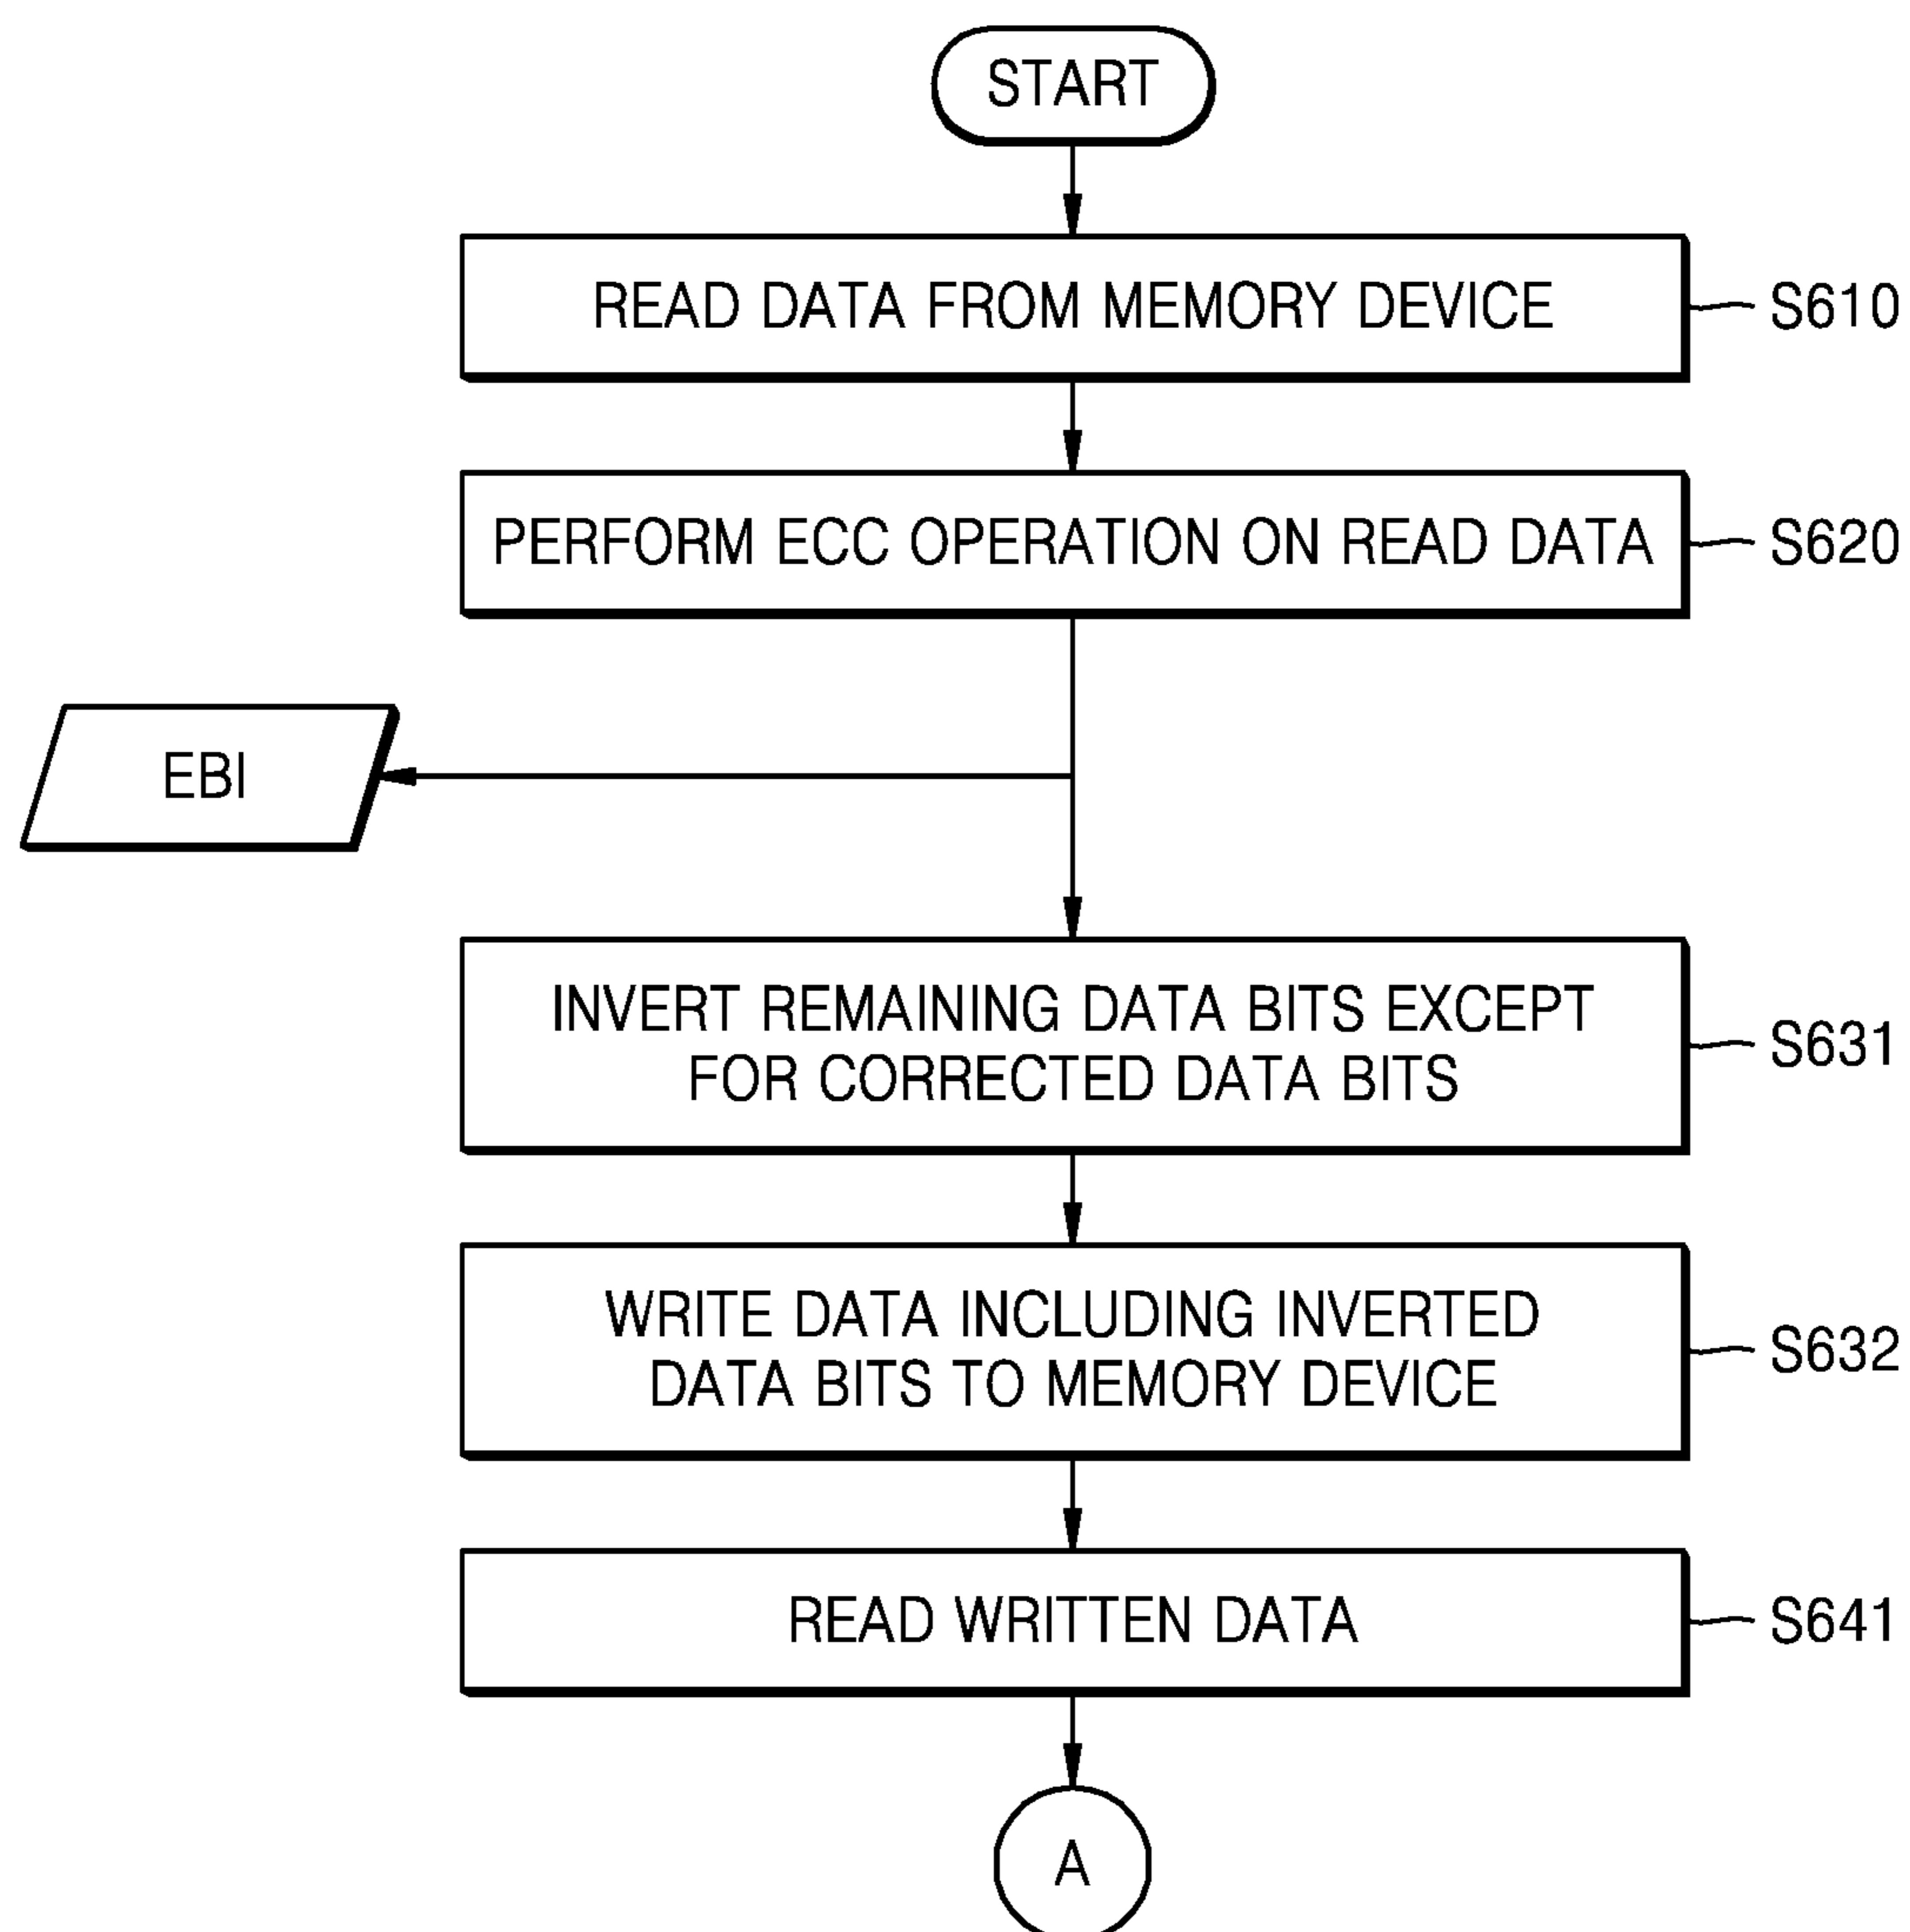 START
READ DATA FROM MEMORY DEVICE
S610
PERFORM ECC OPERATION ON READ DATA
S620
EBI
INVERT REMAINING DATA BITS EXCEPT
FOR CORRECTED DATA BITS
S631
WRITE DATA INCLUDING INVERTED
DATA BITS TO MEMORY DEVICE
S632
READ WRITTEN DATA
S641
A